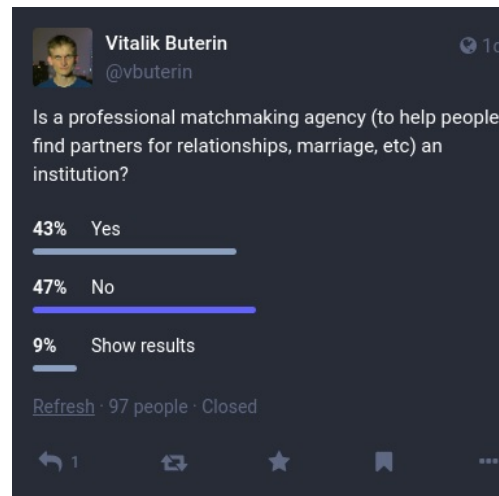 Vitalik Buterin
@vbuterin
Is a professional matchmaking agency (to help people
find partners for relationships, marriage, etc) an
institution?
43% Yes
47% No
9% Show results
Refresh · 97 people · Closed
1